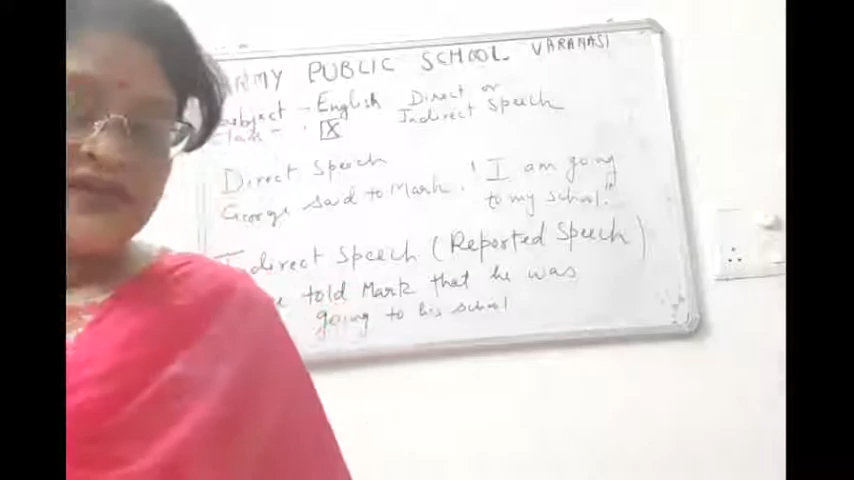 ARMY PUBLIC SCHOOL VARANASI
Subject - English Direct or
Class - IX Indirect Speech
Direct Speech
George said to Mark, "I am going
to my school."
Indirect Speech (Reported Speech)
told Mark that he was
going to his school